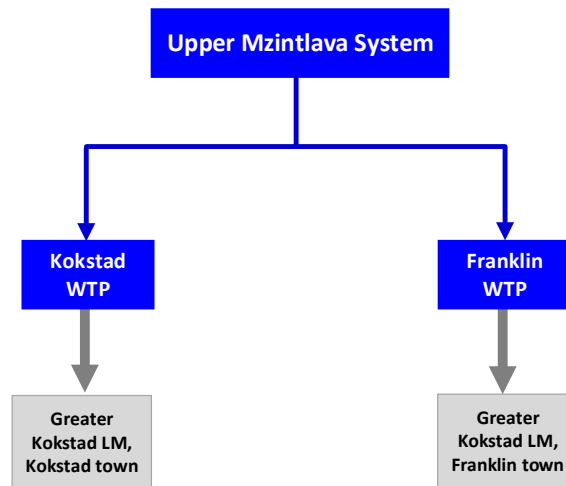 Upper Mzintlava System
Kokstad
WTP
Franklin
WTP
Greater
Kokstad LM,
Kokstad town
Greater
Kokstad LM,
Franklin town